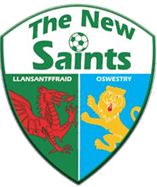 The New
Saints
LLANSANTFFRAID
OSWESTRY